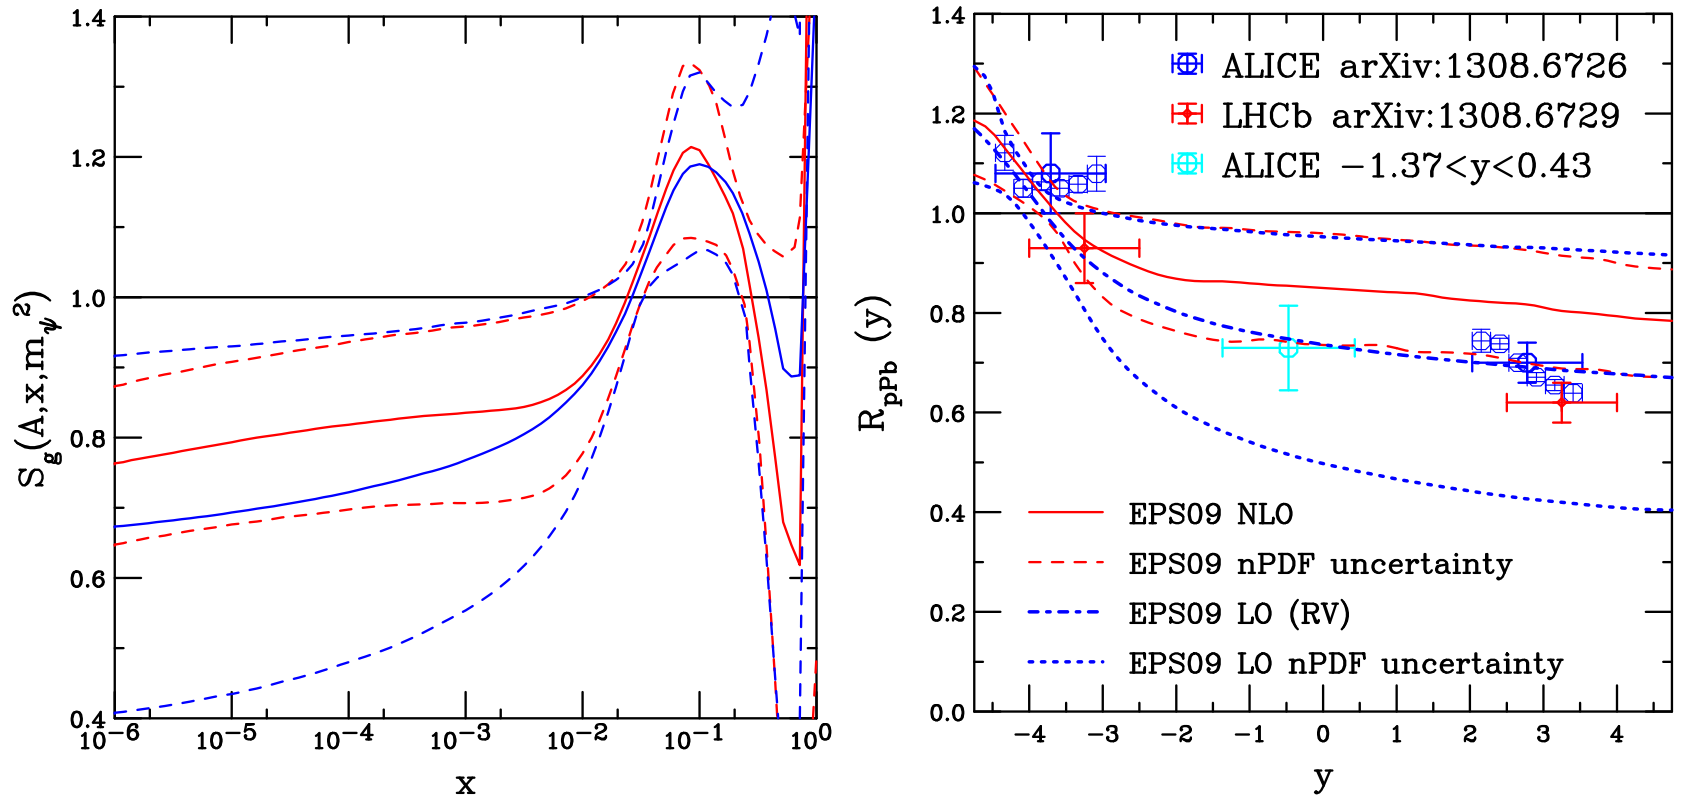 1.4
1.2
1.0
0.8
0.6
0.4
S_g(A,x,m_ψ^2)
10^-6 10^-5 10^-4 10^-3 10^-2 10^-1 10^0
x
1.4
1.2
1.0
0.8
0.6
0.4
0.2
0.0
R_pPb (y)
ALICE arXiv:1308.6726
LHCb arXiv:1308.6729
ALICE −1.37<y<0.43
EPS09 NLO
EPS09 nPDF uncertainty
EPS09 LO (RV)
EPS09 LO nPDF uncertainty
−4 −3 −2 −1 0 1 2 3 4
y